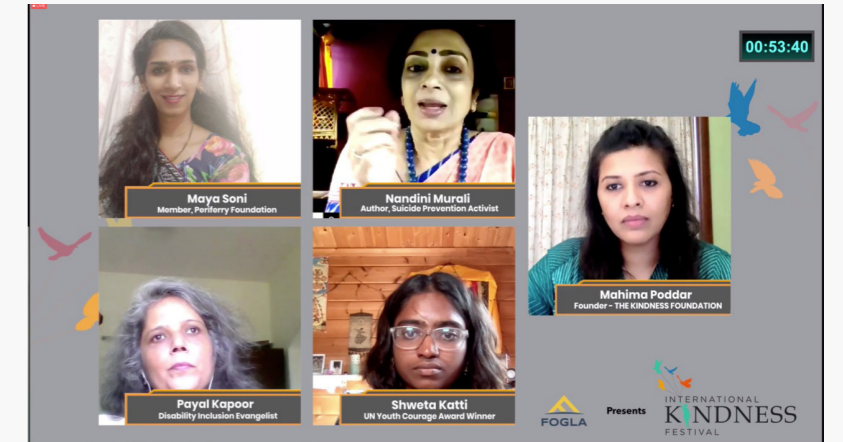 LIVE
00:53:40
Maya Soni
Member, Periferry Foundation
Nandini Murali
Author, Suicide Prevention Activist
Mahima Poddar
Founder - THE KINDNESS FOUNDATION
Payal Kapoor
Disability Inclusion Evangelist
Shweta Katti
UN Youth Courage Award Winner
FOGLA
Presents
INTERNATIONAL
KINDNESS
FESTIVAL